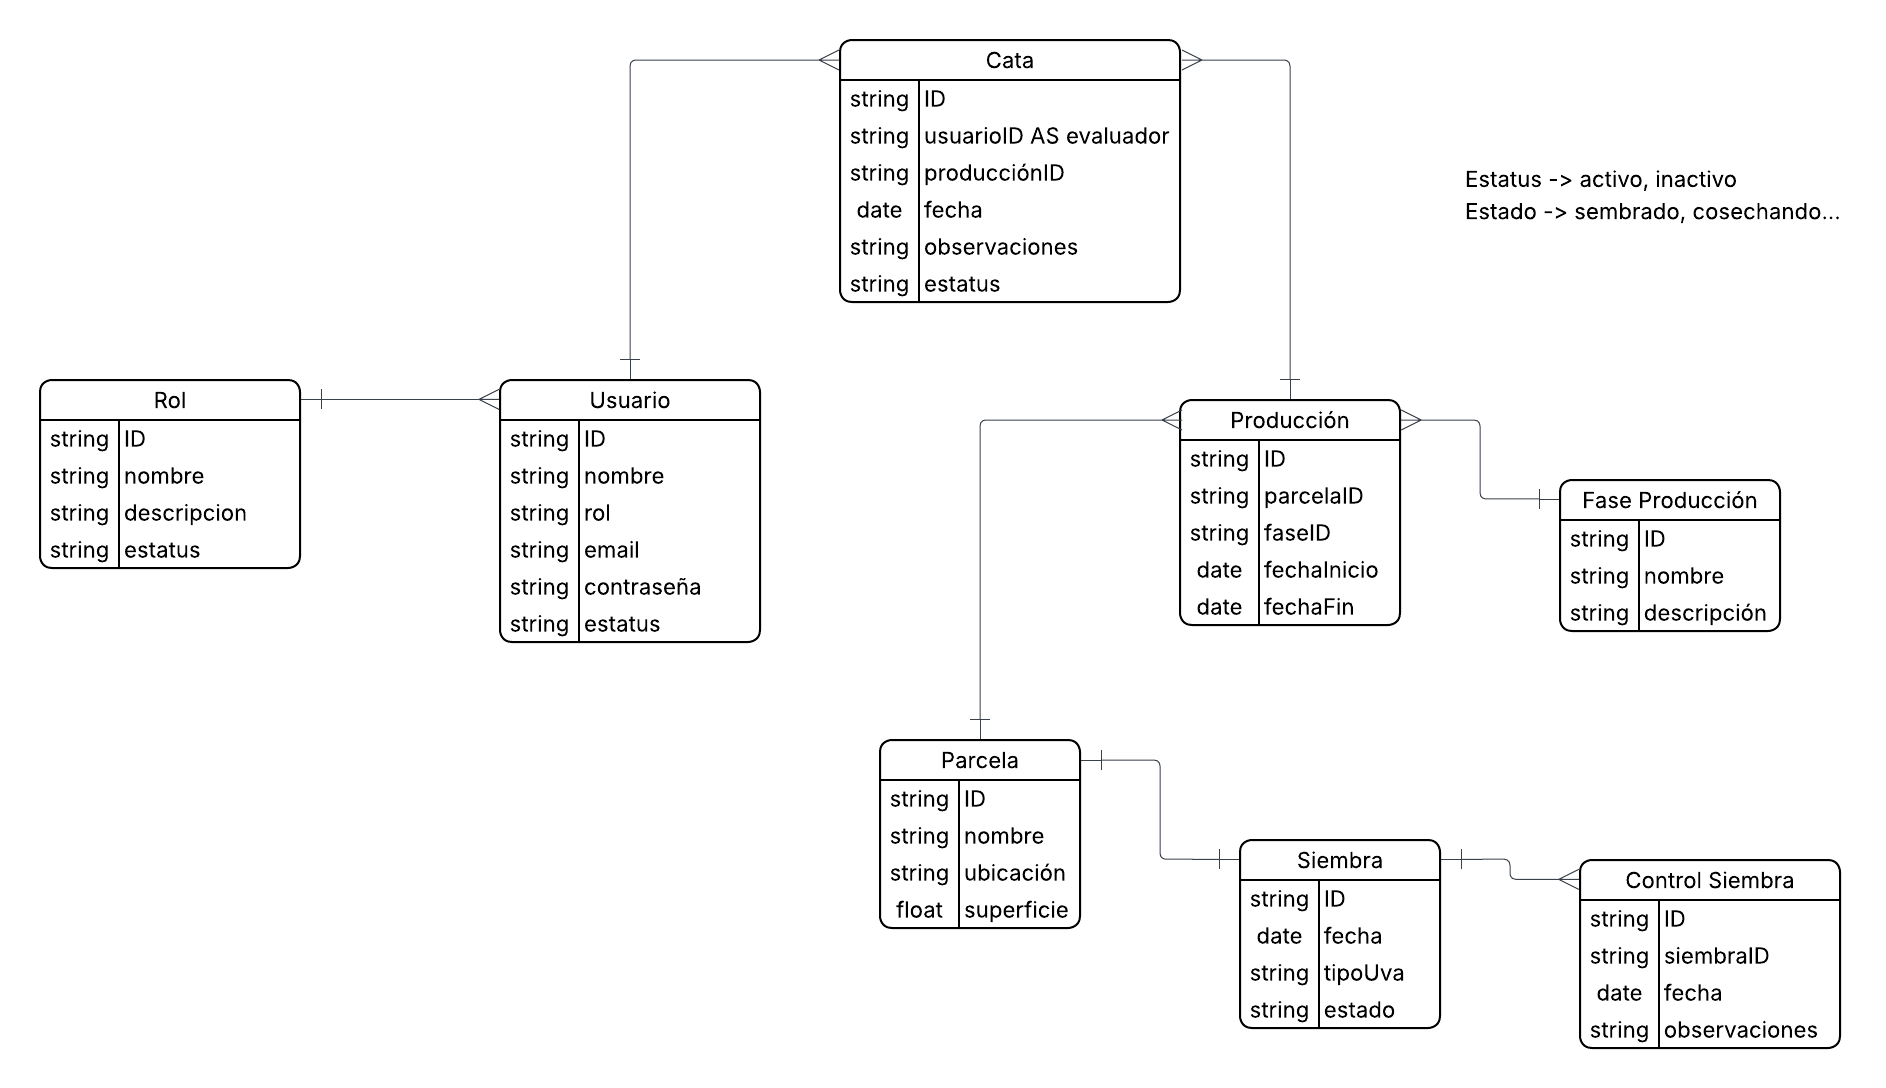 Cata
string ID
string usuarioID AS evaluador
string producciónID
date fecha
string observaciones
string estatus
Estatus -> activo, inactivo
Estado -> sembrado, cosechando...
Rol
string ID
string nombre
string descripcion
string estatus
Usuario
string ID
string nombre
string rol
string email
string contraseña
string estatus
Producción
string ID
string parcelaID
string faseID
date fechaInicio
date fechaFin
Fase Producción
string ID
string nombre
string descripción
Parcela
string ID
string nombre
string ubicación
float superficie
Siembra
string ID
date fecha
string tipoUva
string estado
Control Siembra
string ID
string siembraID
date fecha
string observaciones